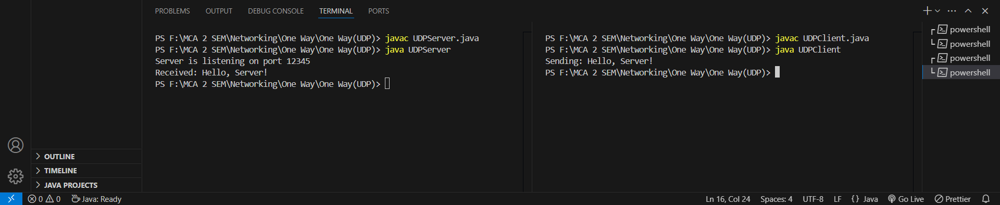 PROBLEMS OUTPUT DEBUG CONSOLE TERMINAL PORTS
PS F:\MCA 2 SEM\Networking\One Way\One Way(UDP)> javac UDPServer.java
PS F:\MCA 2 SEM\Networking\One Way\One Way(UDP)> java UDPServer
Server is listening on port 12345
Received: Hello, Server!
PS F:\MCA 2 SEM\Networking\One Way\One Way(UDP)>
PS F:\MCA 2 SEM\Networking\One Way\One Way(UDP)> javac UDPClient.java
PS F:\MCA 2 SEM\Networking\One Way\One Way(UDP)> java UDPClient
Sending: Hello, Server!
PS F:\MCA 2 SEM\Networking\One Way\One Way(UDP)>
powershell
powershell
powershell
powershell
OUTLINE
TIMELINE
JAVA PROJECTS
0 0 Java: Ready Ln 16, Col 24 Spaces: 4 UTF-8 LF {} Java Go Live Prettier